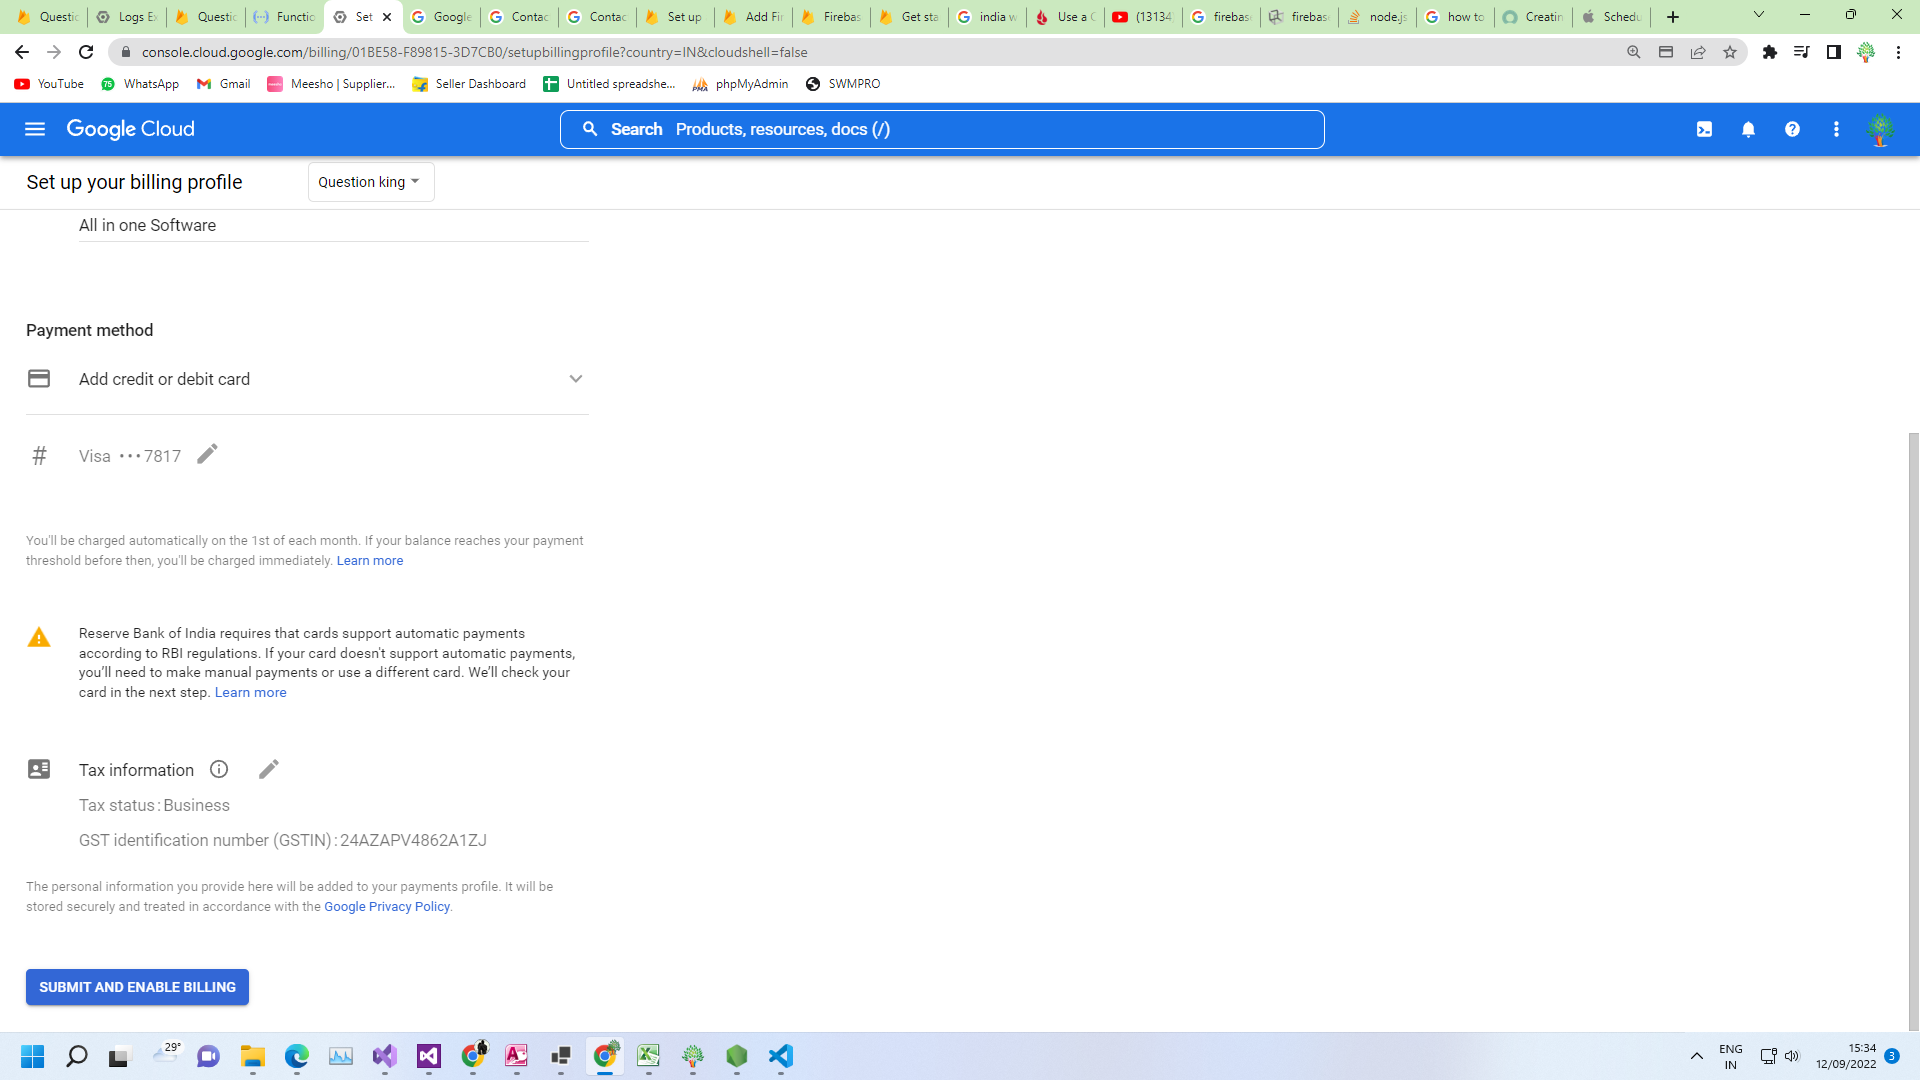 Questic
Logs Ex
Questic
Functio
Set
Google
Contac
Contac
Set up
Add Fir
Firebas
Get sta
india w
Use a C
(13134)
firebase
firebase
node.js
how to
Creatin
Schedu
console.cloud.google.com/billing/01BE58-F89815-3D7CB0/setupbillingprofile?country=IN&cloudshell=false
YouTube
WhatsApp
Gmail
Meesho | Supplier...
Seller Dashboard
Untitled spreadshe...
phpMyAdmin
SWMPRO
Google Cloud
Search Products, resources, docs (/)
Set up your billing profile
Question king
All in one Software
Payment method
Add credit or debit card
# Visa •••7817
You'll be charged automatically on the 1st of each month. If your balance reaches your payment
threshold before then, you'll be charged immediately. Learn more
Reserve Bank of India requires that cards support automatic payments
according to RBI regulations. If your card doesn't support automatic payments,
you'll need to make manual payments or use a different card. We'll check your
card in the next step. Learn more
Tax information
Tax status: Business
GST identification number (GSTIN): 24AZAPV4862A1ZJ
The personal information you provide here will be added to your payments profile. It will be
stored securely and treated in accordance with the Google Privacy Policy.
SUBMIT AND ENABLE BILLING
29°
ENG
IN
15:34
12/09/2022
3